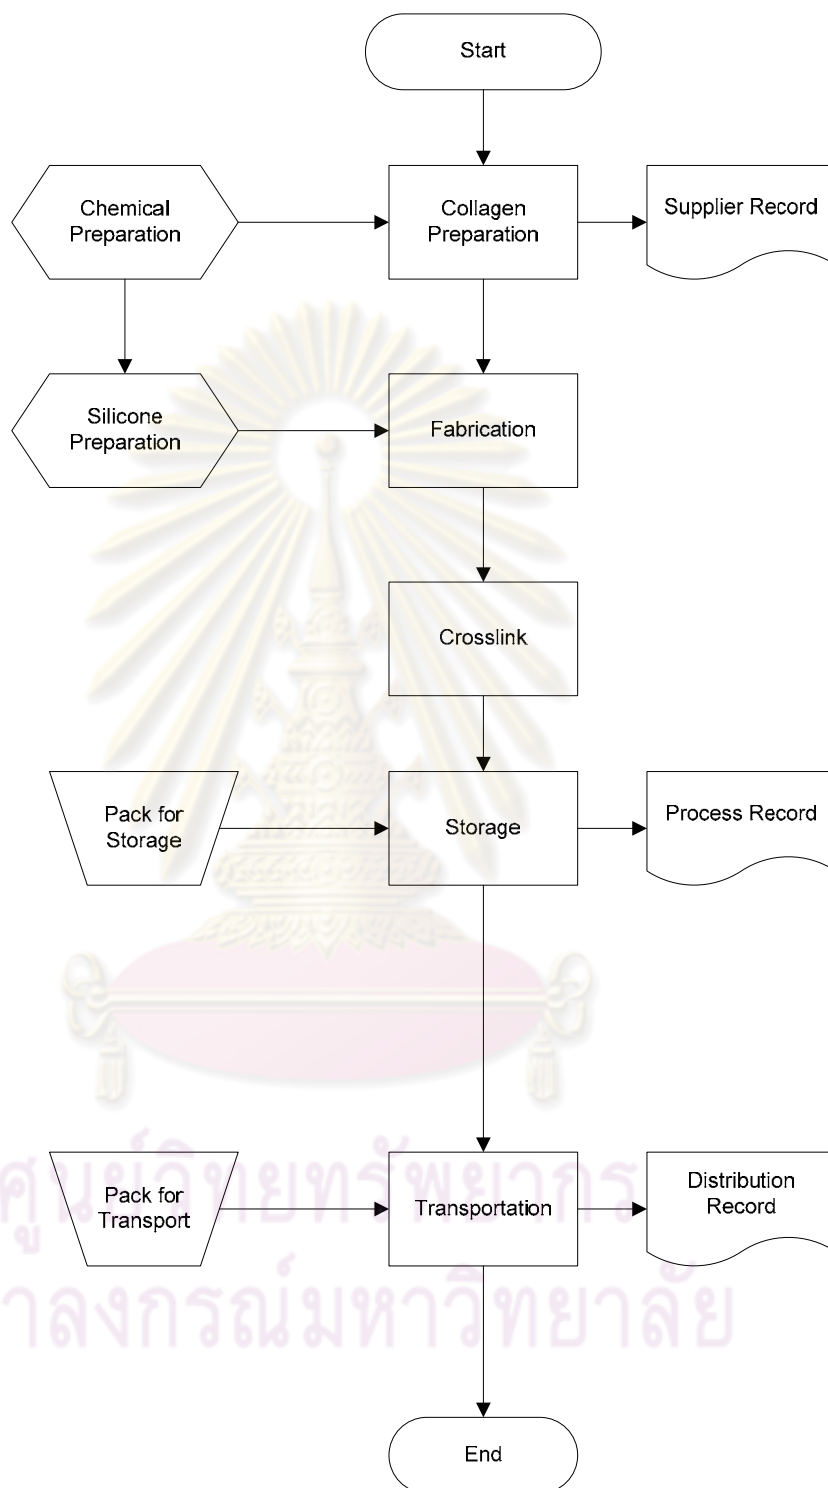 Start
Chemical
Preparation
Collagen
Preparation
Supplier Record
Silicone
Preparation
Fabrication
Crosslink
Pack for
Storage
Storage
Process Record
Pack for
Transport
Transportation
Distribution
Record
ศูนย์วิทยทรัพยากร
าลงกรณ์มหาวิทยาลัย
End